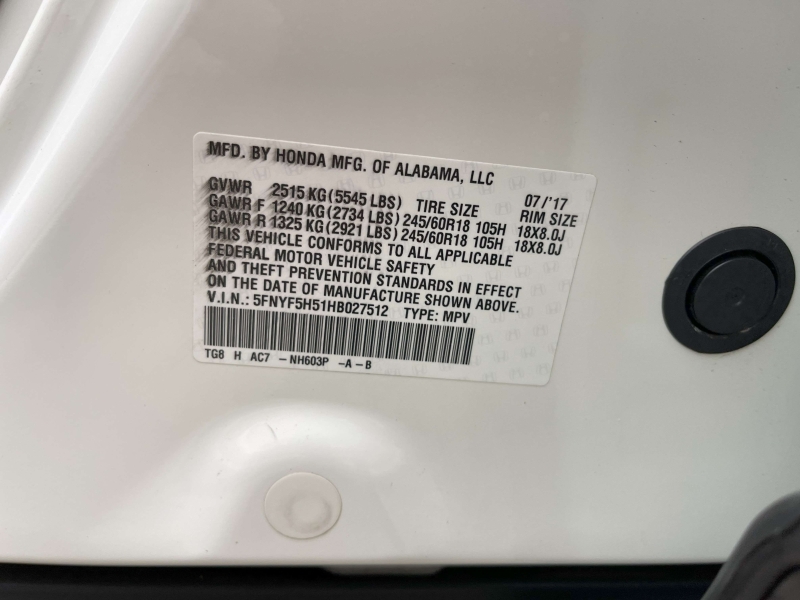 MFD. BY HONDA MFG. OF ALABAMA, LLC
GVWR 2515 KG (5545 LBS) TIRE SIZE 07/'17 RIM SIZE
GAWR F 1240 KG (2734 LBS) 245/60R18 105H 18X8.0J
GAWR R 1325 KG (2921 LBS) 245/60R18 105H 18X8.0J
THIS VEHICLE CONFORMS TO ALL APPLICABLE
FEDERAL MOTOR VEHICLE SAFETY
AND THEFT PREVENTION STANDARDS IN EFFECT
ON THE DATE OF MANUFACTURE SHOWN ABOVE.
V.I.N.: 5FNYF5H51HB027512 TYPE: MPV
TG8 H AC7 -NH603P -A-B